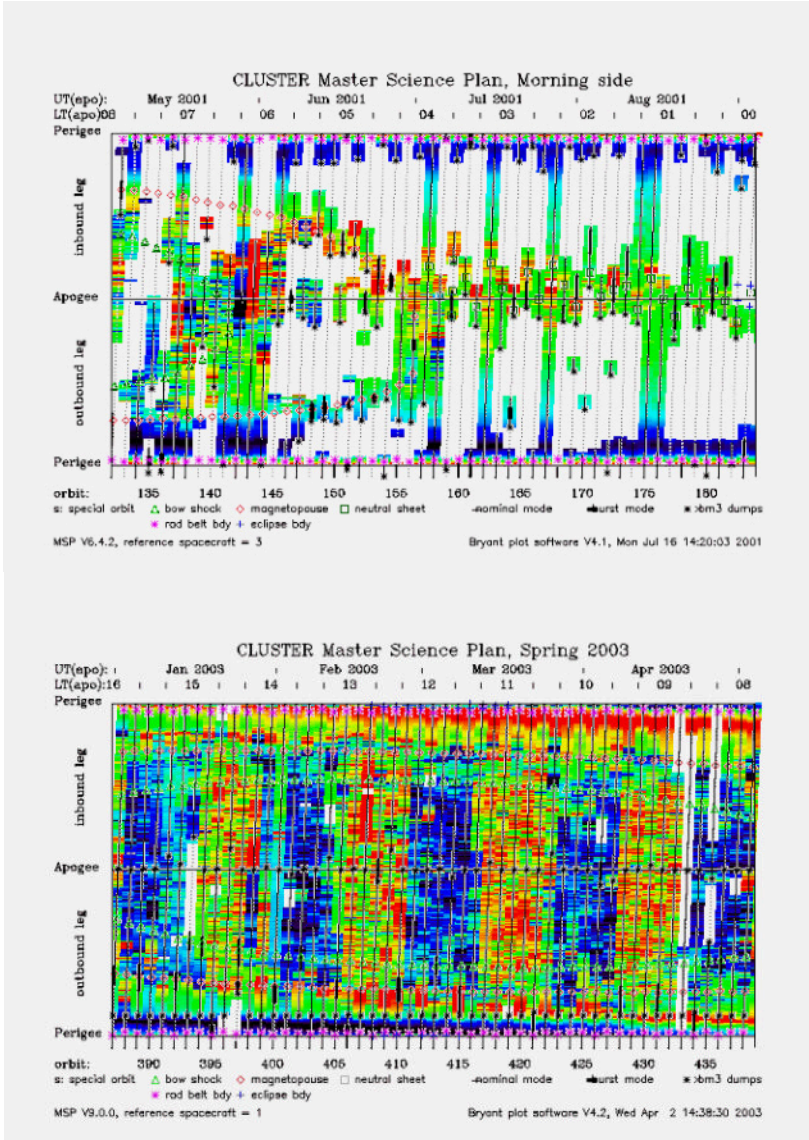 CLUSTER Master Science Plan, Morning side
UT(apo): May 2001 Jun 2001 Jul 2001 Aug 2001
LT(apo):08 07 06 05 04 03 02 01 00
Perigee
inbound leg
Apogee
outbound leg
Perigee
orbit: 135 140 145 150 155 160 165 170 175 180
s: special orbit bow shock magnetopause neutral sheet nominal mode burst mode >bm3 dumps
rad belt bdy eclipse bdy
MSP V6.4.2, reference spacecraft = 3 Bryant plot software V4.1, Mon Jul 16 14:20:03 2001
CLUSTER Master Science Plan, Spring 2003
UT(apo): Jan 2003 Feb 2003 Mar 2003 Apr 2003
LT(apo):16 15 14 13 12 11 10 09 08
Perigee
inbound leg
Apogee
outbound leg
Perigee
orbit: 390 395 400 405 410 415 420 425 430 435
s: special orbit bow shock magnetopause neutral sheet nominal mode burst mode >bm3 dumps
rad belt bdy eclipse bdy
MSP V9.0.0, reference spacecraft = 1 Bryant plot software V4.2, Wed Apr 2 14:38:30 2003